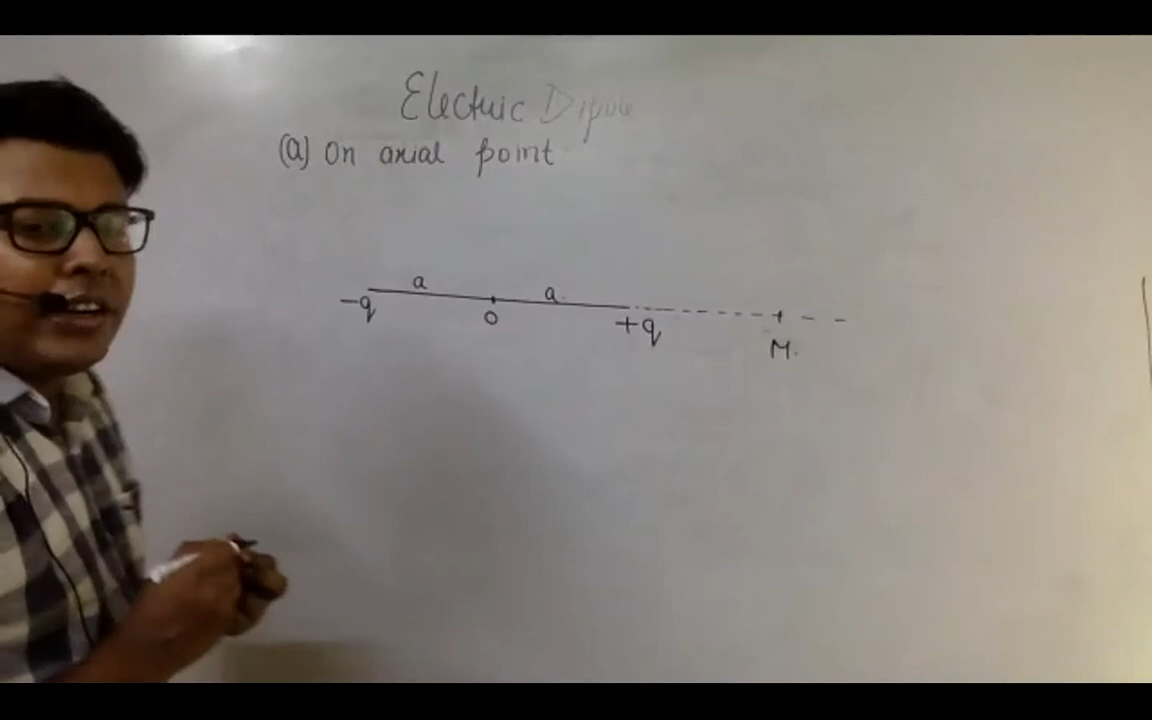 Electric Dipole
(a) On axial point
a a
-q o +q M.